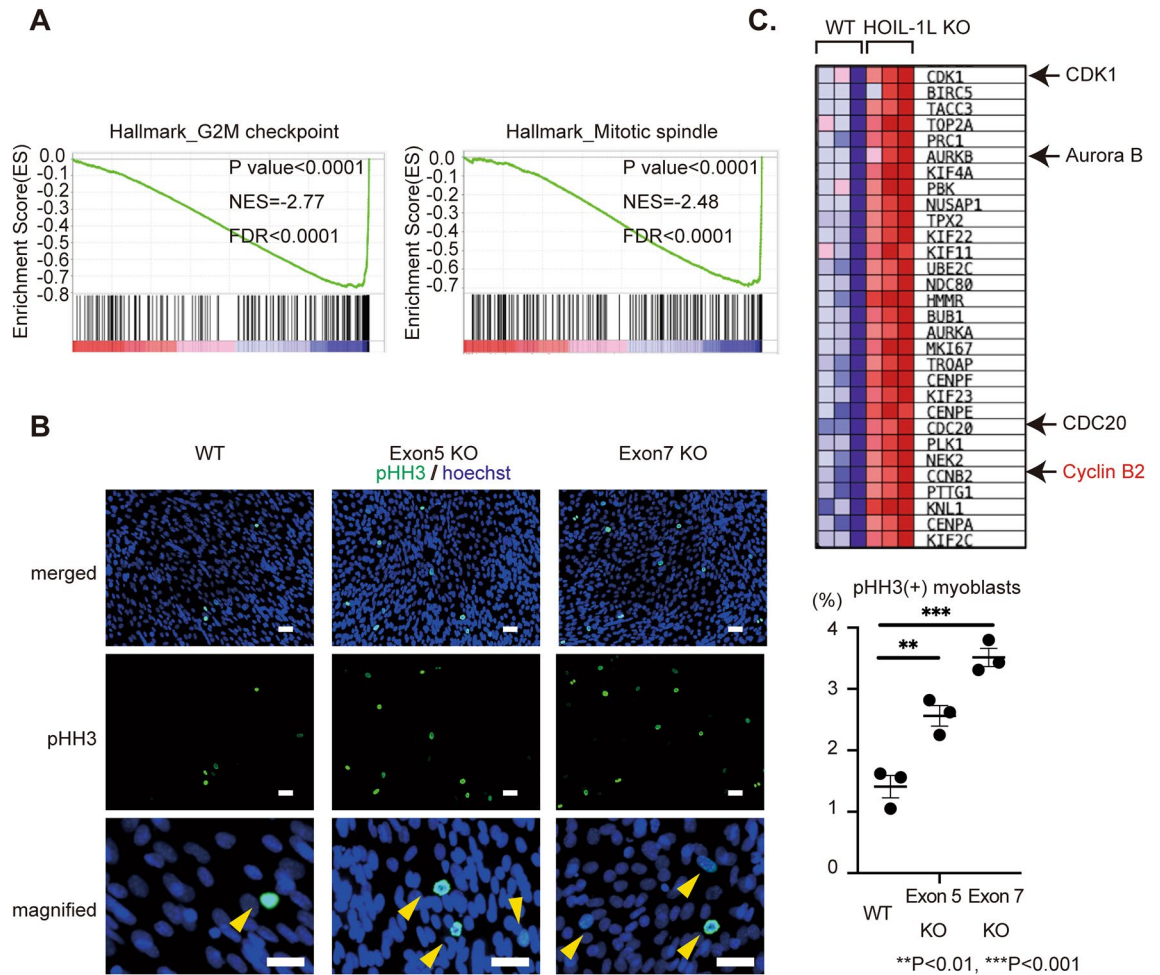 A
Hallmark_G2M checkpoint
Enrichment Score(ES)
0.0
-0.1
-0.2
-0.3
-0.4
-0.5
-0.6
-0.7
-0.8
P value<0.0001
NES=-2.77
FDR<0.0001
Hallmark_Mitotic spindle
Enrichment Score(ES)
0.0
-0.1
-0.2
-0.3
-0.4
-0.5
-0.6
-0.7
P value<0.0001
NES=-2.48
FDR<0.0001
B
WT
Exon5 KO
Exon7 KO
pHH3 / hoechst
merged
pHH3
magnified
C.
WT HOIL-1L KO
CDK1
BIRC5
TACC3
TOP2A
PRC1
AURKB
KIF4A
PBK
NUSAP1
TPX2
KIF22
KIF11
UBE2C
NDC80
HMMR
BUB1
AURKA
MKI67
TROAP
CENPF
KIF23
CENPE
CDC20
PLK1
NEK2
CCNB2
PTTG1
KNL1
CENPA
KIF2C
CDK1
Aurora B
CDC20
Cyclin B2
pHH3(+) myoblasts
(%)
4
3
2
1
0
***
**
WT
Exon 5 KO
Exon 7 KO
**P<0.01, ***P<0.001